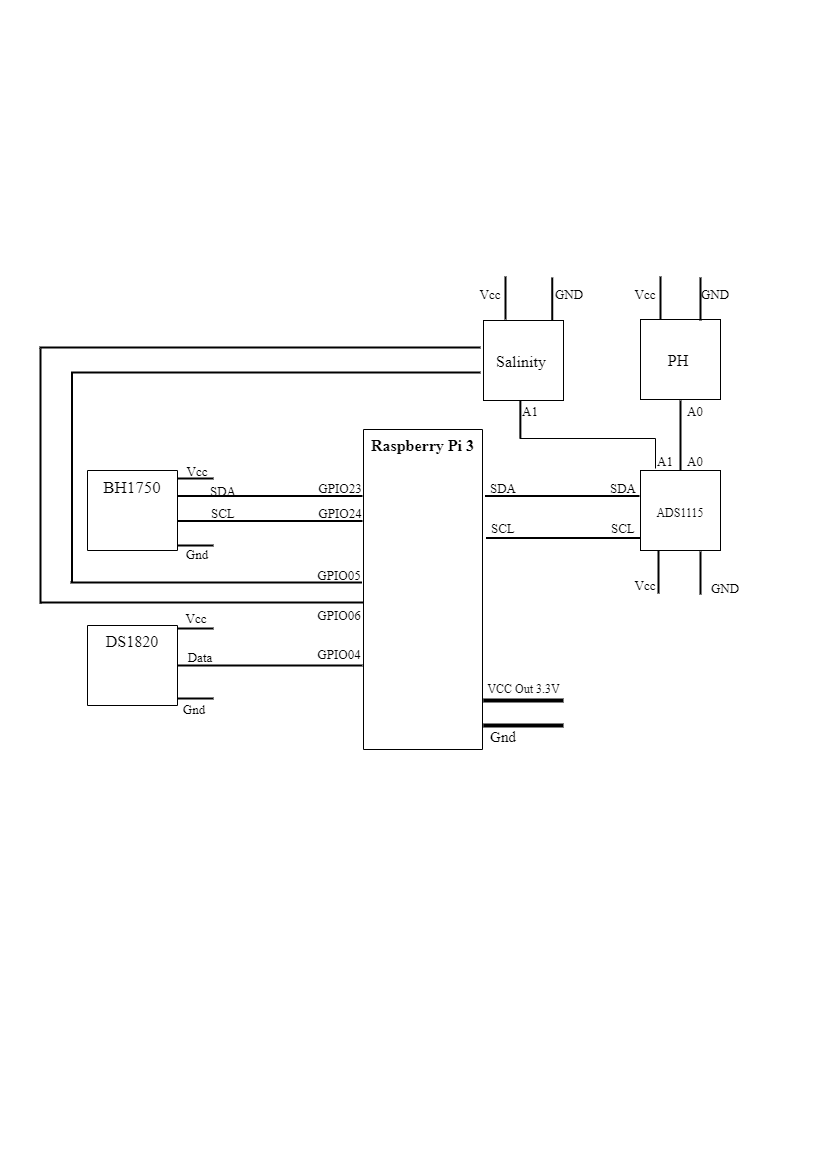 Vcc
GND
Vcc
GND
Salinity
PH
A1
A0
Raspberry Pi 3
A1
A0
BH1750
Vcc
SDA
GPIO23
SDA
SDA
SCL
GPIO24
SCL
SCL
ADS1115
Gnd
GPIO05
Vcc
GND
GPIO06
DS1820
Vcc
Data
GPIO04
Gnd
VCC Out 3.3V
Gnd